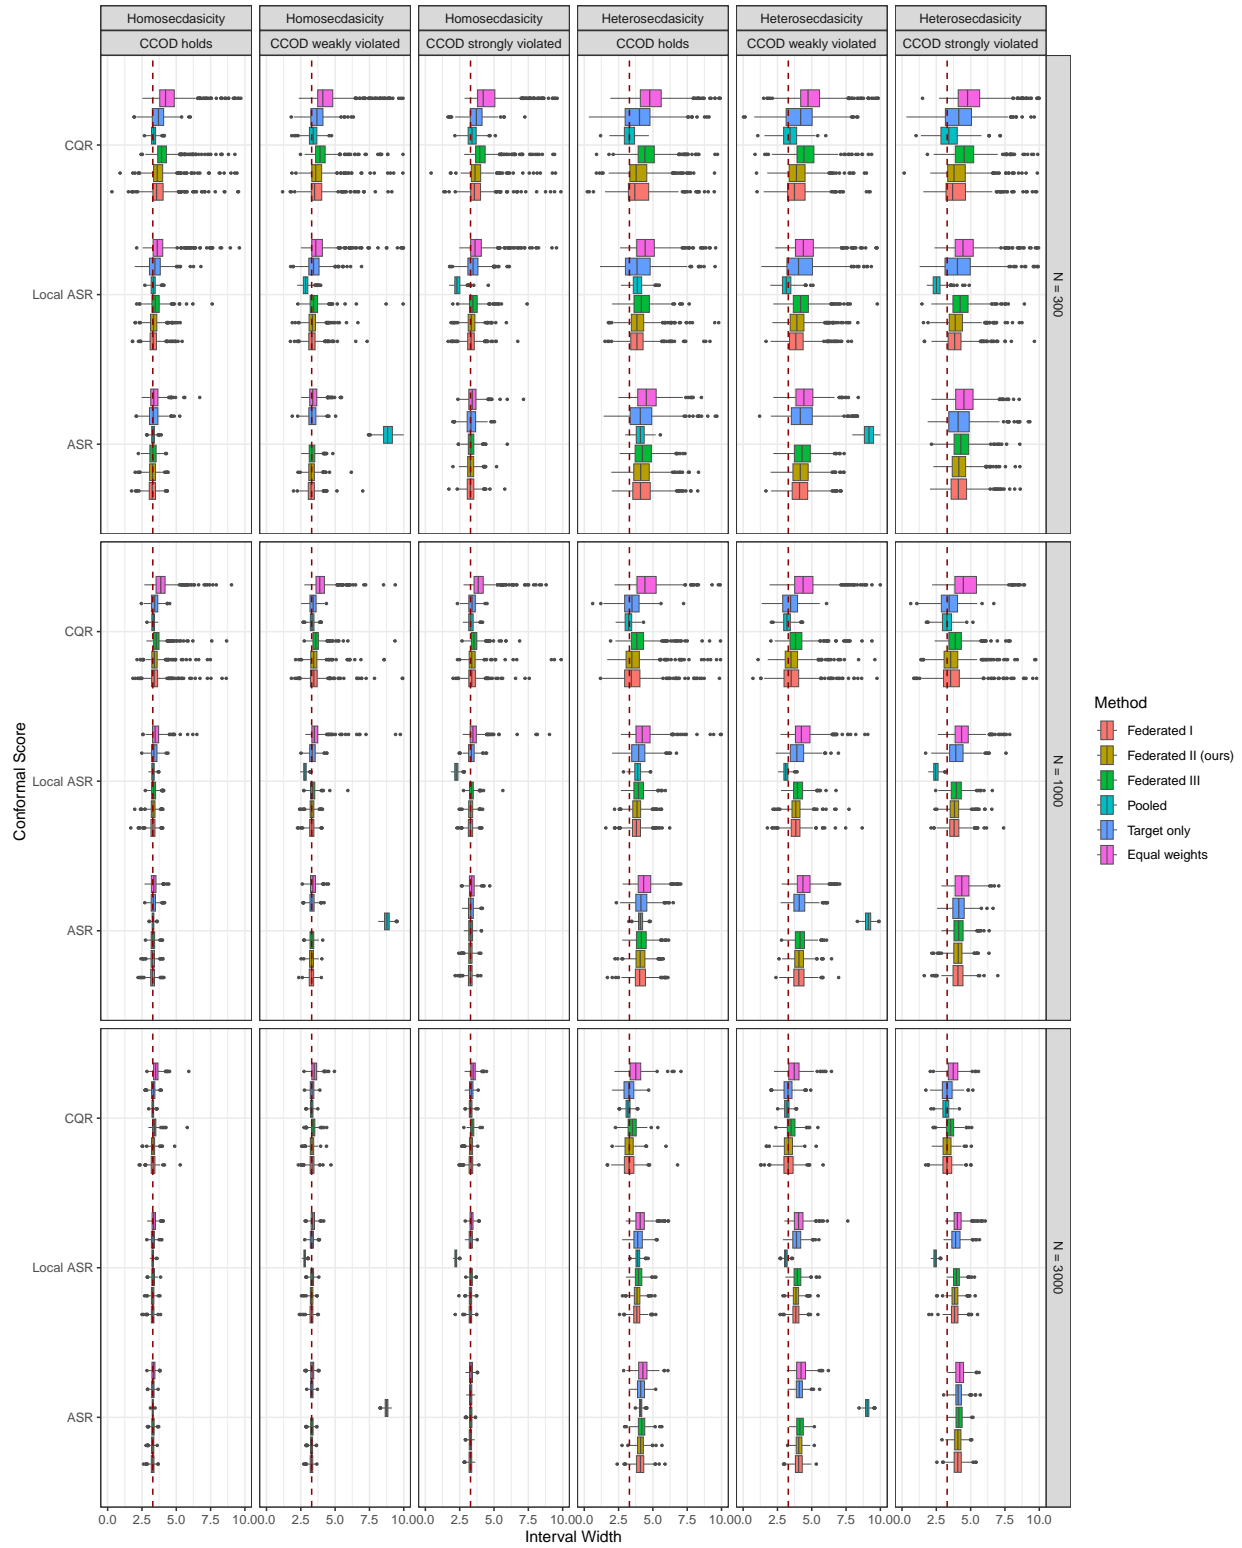 Homosecdasicity Homosecdasicity Homosecdasicity Heterosecdasicity Heterosecdasicity Heterosecdasicity
CCOD holds CCOD weakly violated CCOD strongly violated CCOD holds CCOD weakly violated CCOD strongly violated
CQR
Local ASR
ASR
N = 300
CQR
Local ASR
ASR
N = 1000
CQR
Local ASR
ASR
N = 3000
Conformal Score
0.0 2.5 5.0 7.5 10.0 0.0 2.5 5.0 7.5 10.0 0.0 2.5 5.0 7.5 10.0 0.0 2.5 5.0 7.5 10.0 0.0 2.5 5.0 7.5 10.0 0.0 2.5 5.0 7.5 10.0
Interval Width
Method
Federated I
Federated II (ours)
Federated III
Pooled
Target only
Equal weights